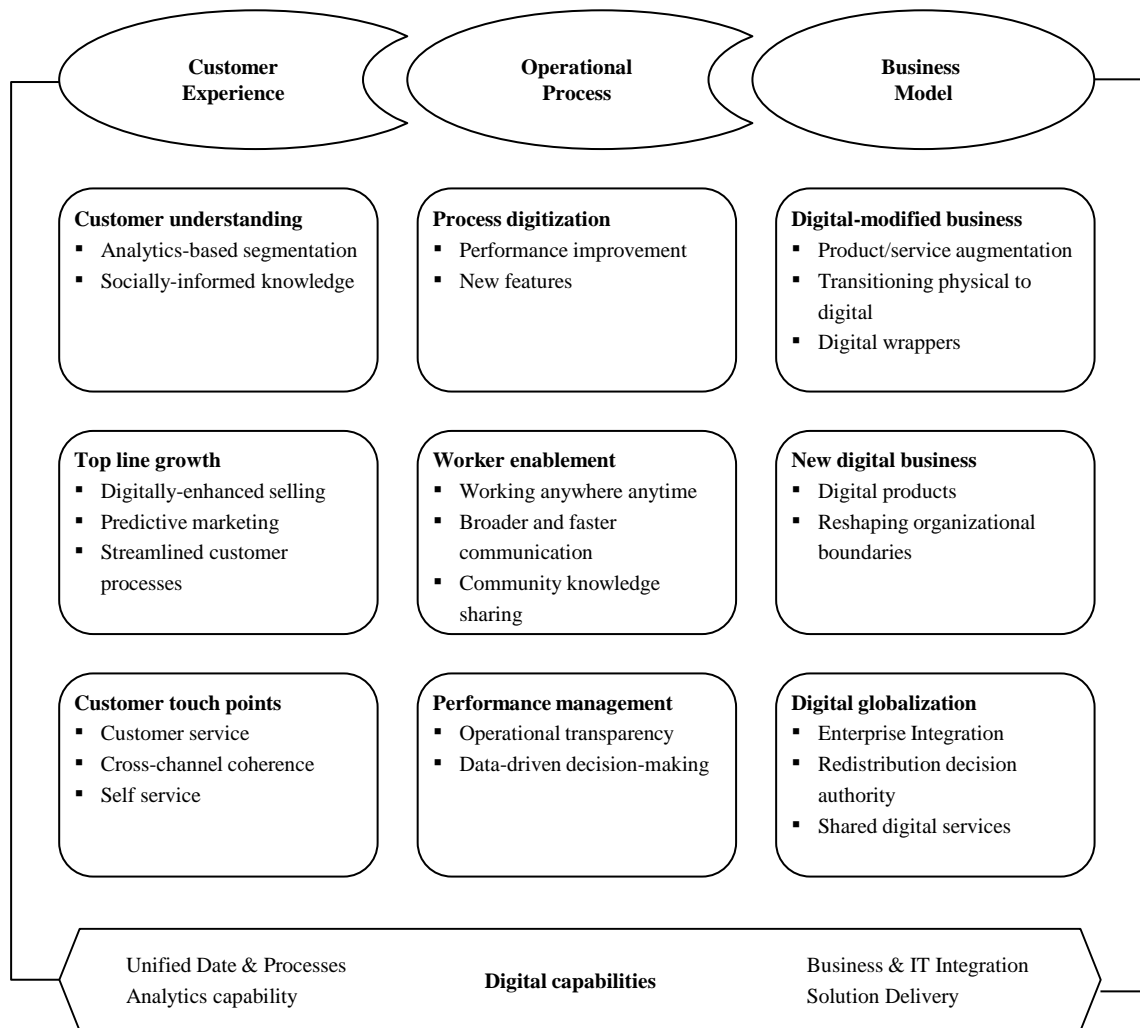 Customer
Experience
Operational
Process
Business
Model
Customer understanding
▪ Analytics-based segmentation
▪ Socially-informed knowledge
Process digitization
▪ Performance improvement
▪ New features
Digital-modified business
▪ Product/service augmentation
▪ Transitioning physical to
digital
▪ Digital wrappers
Top line growth
▪ Digitally-enhanced selling
▪ Predictive marketing
▪ Streamlined customer
processes
Worker enablement
▪ Working anywhere anytime
▪ Broader and faster
communication
▪ Community knowledge
sharing
New digital business
▪ Digital products
▪ Reshaping organizational
boundaries
Customer touch points
▪ Customer service
▪ Cross-channel coherence
▪ Self service
Performance management
▪ Operational transparency
▪ Data-driven decision-making
Digital globalization
▪ Enterprise Integration
▪ Redistribution decision
authority
▪ Shared digital services
Unified Date & Processes
Analytics capability
Digital capabilities
Business & IT Integration
Solution Delivery